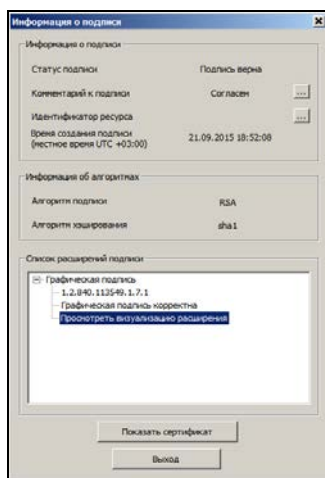 Информация о подписи
Информация о подписи
Статус подписи Подпись верна
Комментарий к подписи Согласен ...
Идентификатор ресурса ...
Время создания подписи
(местное время UTC +03:00) 21.09.2015 18:52:08
Информация об алгоритмах
Алгоритм подписи RSA
Алгоритм хэширования sha1
Список расширений подписи
Графическая подпись
1.2.840.113549.1.7.1
Графическая подпись корректна
Просмотреть визуализацию расширения
Показать сертификат
Выход